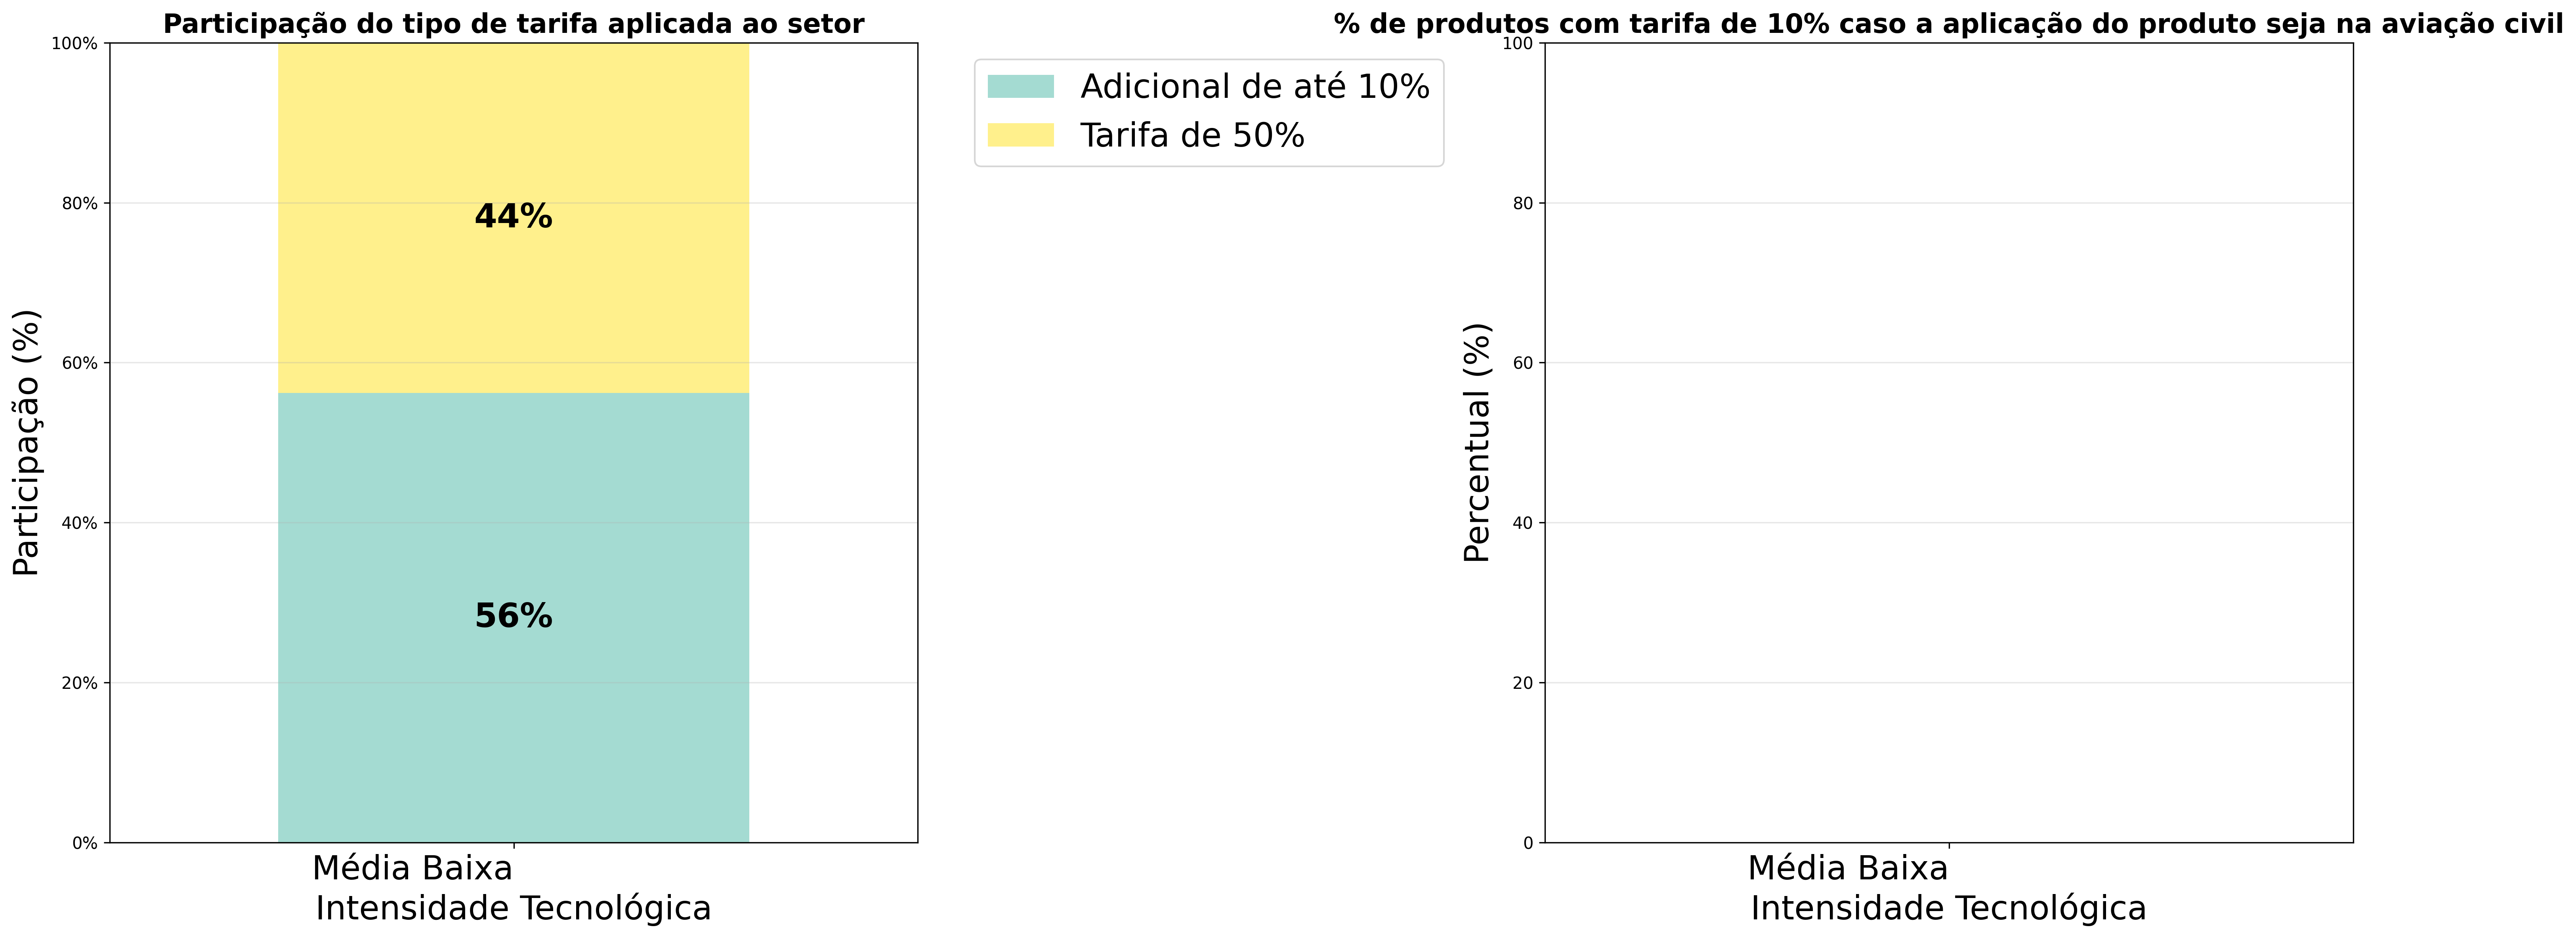 Participação do tipo de tarifa aplicada ao setor
100%
80%
60%
40%
20%
0%
Participação (%)
44%
56%
Média Baixa
Intensidade Tecnológica
Adicional de até 10%
Tarifa de 50%
% de produtos com tarifa de 10% caso a aplicação do produto seja na aviação civil
100
80
60
40
20
0
Percentual (%)
Média Baixa
Intensidade Tecnológica